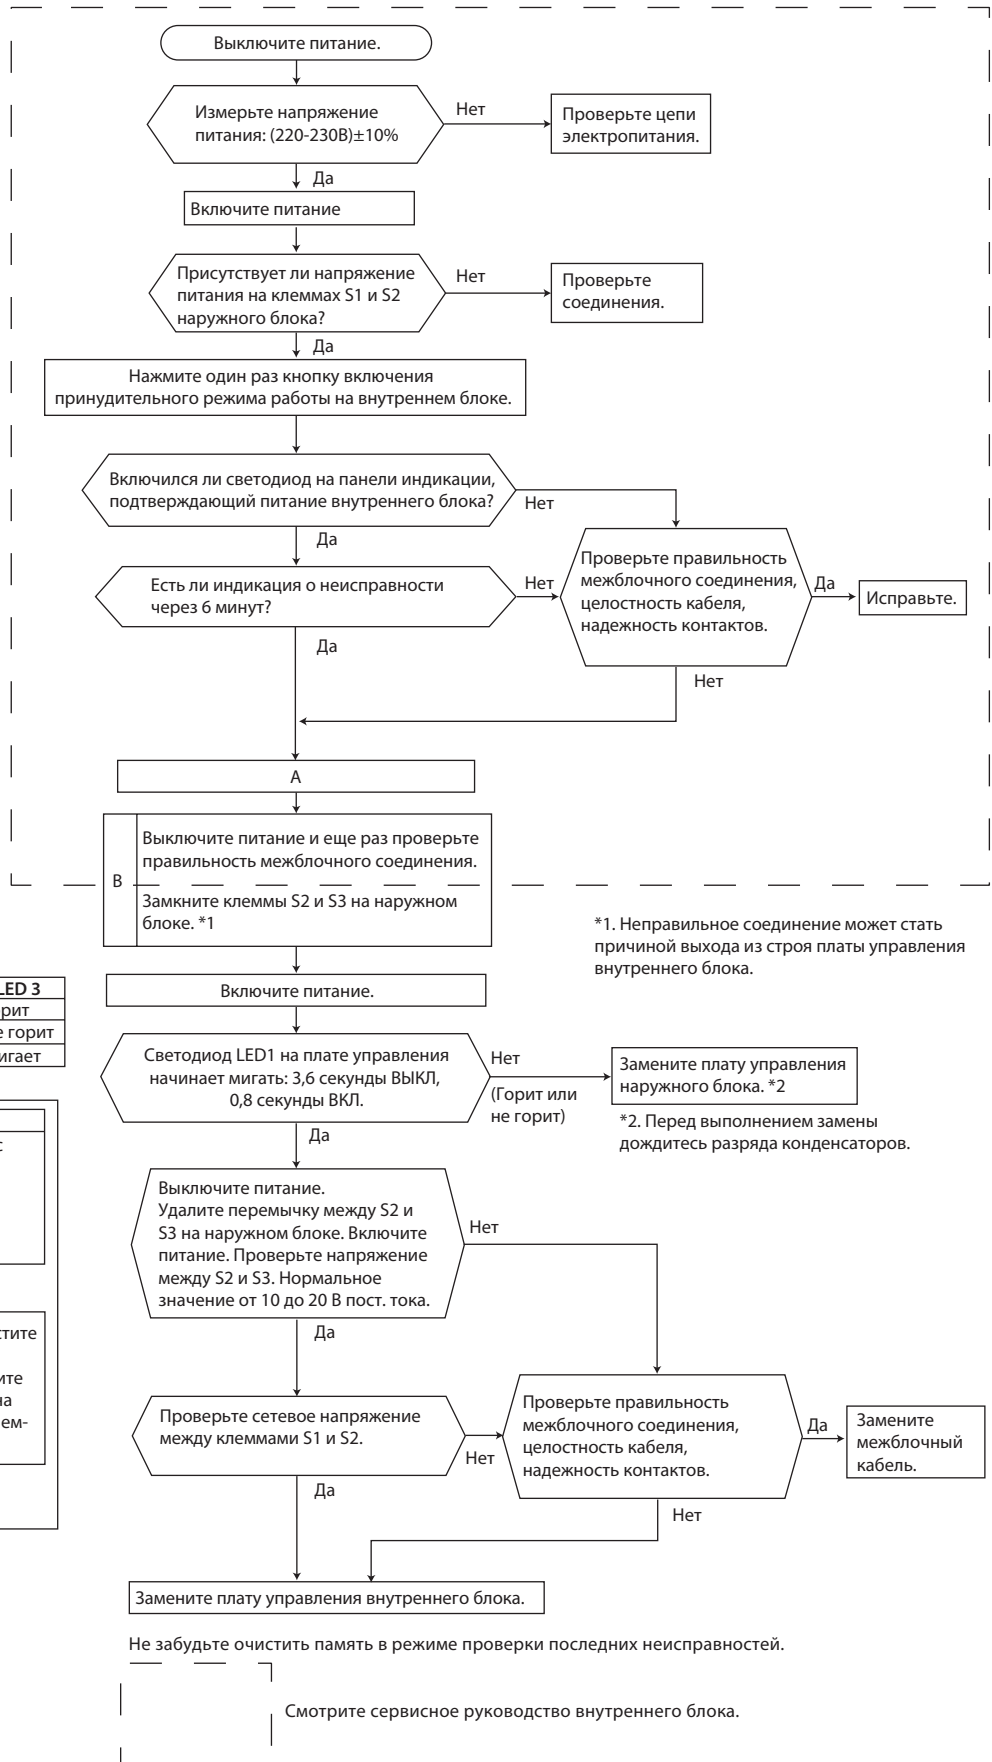 Выключите питание.
Измерьте напряжение
питания: (220-230В)±10%
Нет
Проверьте цепи
электропитания.
Да
Включите питание
Присутствует ли напряжение
питания на клеммах S1 и S2
наружного блока?
Нет
Проверьте
соединения.
Да
Нажмите один раз кнопку включения
принудительного режима работы на внутреннем блоке.
Включился ли светодиод на панели индикации,
подтверждающий питание внутреннего блока?
Нет
Да
Проверьте правильность
межблочного соединения,
целостность кабеля,
надежность контактов.
Да
Исправьте.
Есть ли индикация о неисправности
через 6 минут?
Нет
Да
Нет
A
B
Выключите питание и еще раз проверьте
правильность межблочного соединения.
Замкните клеммы S2 и S3 на наружном
блоке. *1
*1. Неправильное соединение может стать
причиной выхода из строя платы управления
внутреннего блока.
Включите питание.
LED 3
рит
е горит
игает
Светодиод LED1 на плате управления
начинает мигать: 3,6 секунды ВЫКЛ,
0,8 секунды ВКЛ.
Нет
(Горит или
не горит)
Замените плату управления
наружного блока. *2
*2. Перед выполнением замены
дождитесь разряда конденсаторов.
Да
с
Выключите питание.
Удалите перемычку между S2 и
S3 на наружном блоке. Включите
питание. Проверьте напряжение
между S2 и S3. Нормальное
значение от 10 до 20 В пост. тока.
Нет
Да
стите
ите
на
ем-
Проверьте сетевое напряжение
между клеммами S1 и S2.
Нет
Проверьте правильность
межблочного соединения,
целостность кабеля,
надежность контактов.
Да
Замените
межблочный
кабель.
Да
Нет
Замените плату управления внутреннего блока.
Не забудьте очистить память в режиме проверки последних неисправностей.
Смотрите сервисное руководство внутреннего блока.